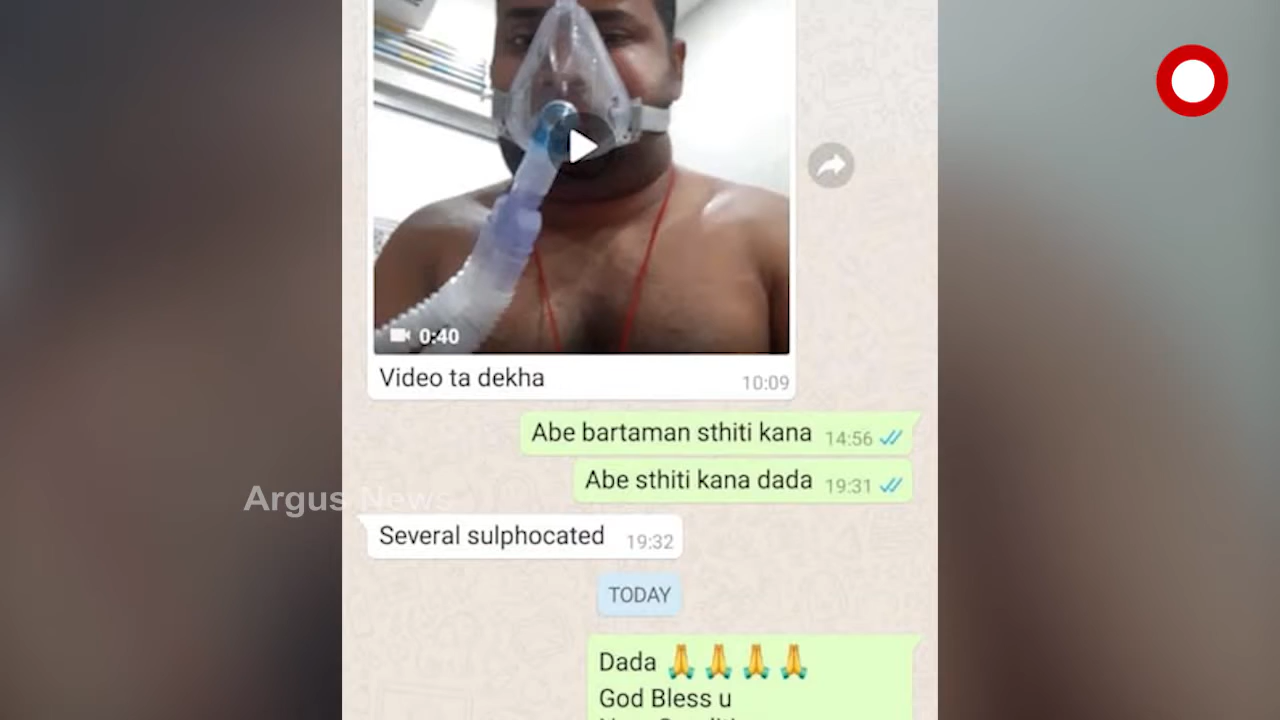 0:40
Video ta dekha 10:09
Abe bartaman sthiti kana 14:56
Abe sthiti kana dada 19:31
Argus News
Several sulphocated 19:32
TODAY
Dada 🙏 🙏 🙏 🙏
God Bless u